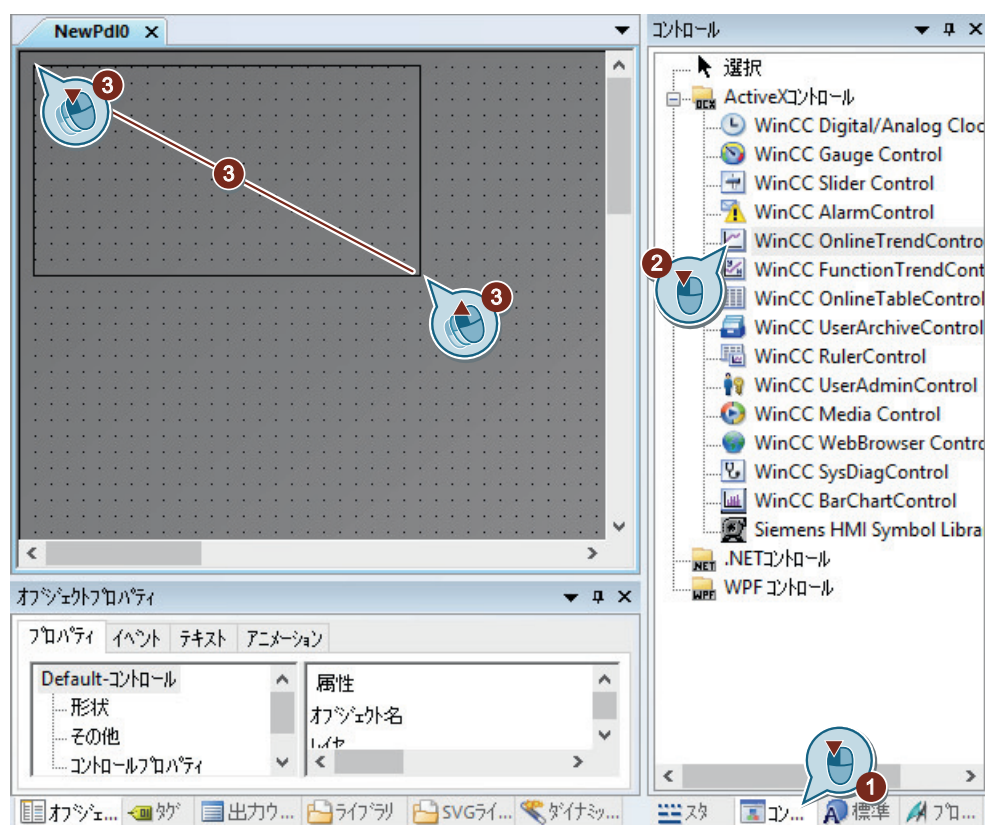 NewPdl0
3
3
3
オブジェクトプロパティ
プロパティ イベント テキスト アニメーション
Default-コントロール
形状
その他
コントロールプロパティ
属性
オブジェクト名
レイヤ
オブジェ... タグ 出力ウ... ライブラリ SVGライ... ダイナミッ...
コントロール
選択
ActiveXコントロール
WinCC Digital/Analog Cloc
WinCC Gauge Control
WinCC Slider Control
WinCC AlarmControl
WinCC OnlineTrendContro
2
WinCC FunctionTrendCont
WinCC OnlineTableControl
WinCC UserArchiveControl
WinCC RulerControl
WinCC UserAdminControl
WinCC Media Control
WinCC WebBrowser Contro
WinCC SysDiagControl
WinCC BarChartControl
Siemens HMI Symbol Libra
.NETコントロール
WPF コントロール
1
スタ コン... 標準 プロ...